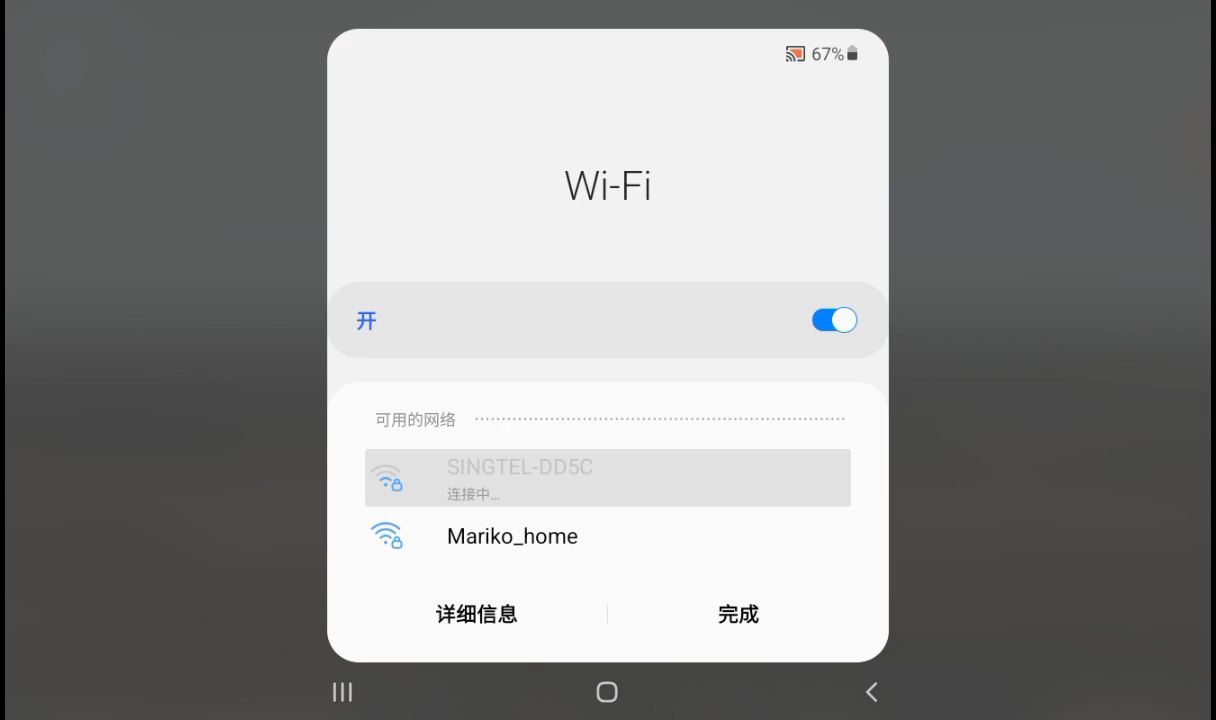 67%
Wi-Fi
开
可用的网络
SINGTEL-DD5C
连接中...
Mariko_home
详细信息
完成